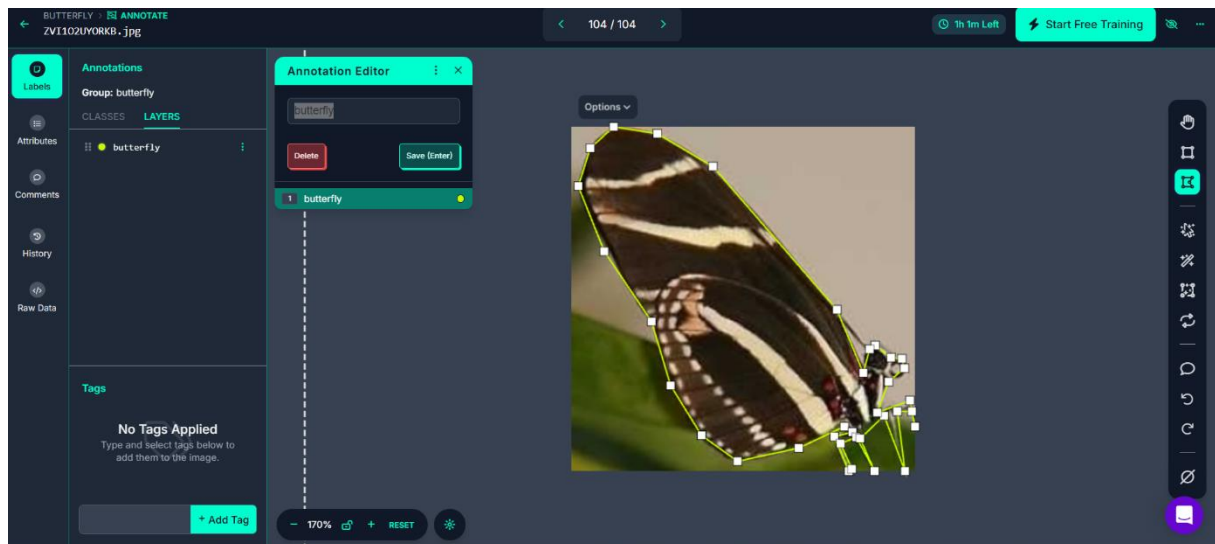 BUTTERFLY > ANNOTATE
ZVI1O2UYORKB.jpg
104 / 104
1h 1m Left
Start Free Training
Labels
Attributes
Comments
History
Raw Data
Annotations
Group: butterfly
CLASSES LAYERS
butterfly
Tags
No Tags Applied
Type and select tags below to
add them to the image.
+ Add Tag
Annotation Editor
butterfly
Delete
Save (Enter)
1 butterfly
Options
170%
RESET